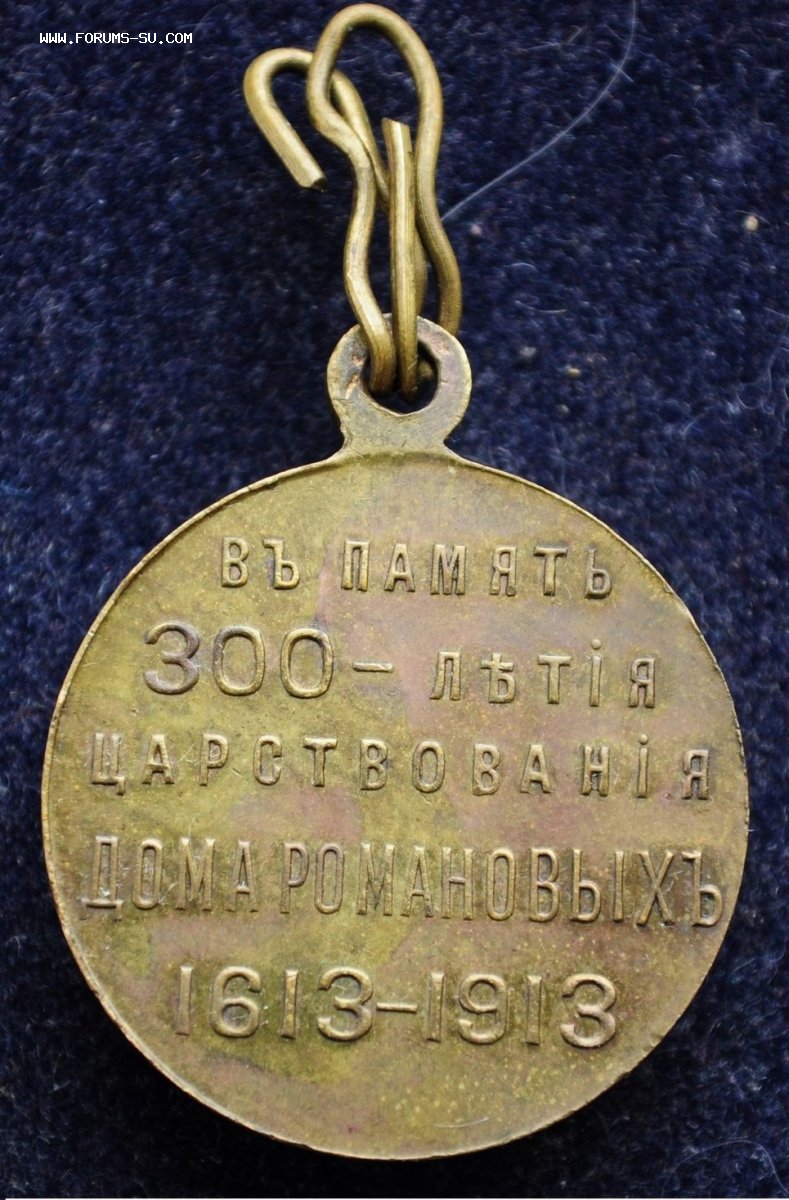 WWW.FORUMS-SU.COM
ВЪ ПАМЯТЬ
300 - ЛѢТІЯ
ЦАРСТВОВАНІЯ
ДОМА РОМАНОВЫХЪ
1613-1913